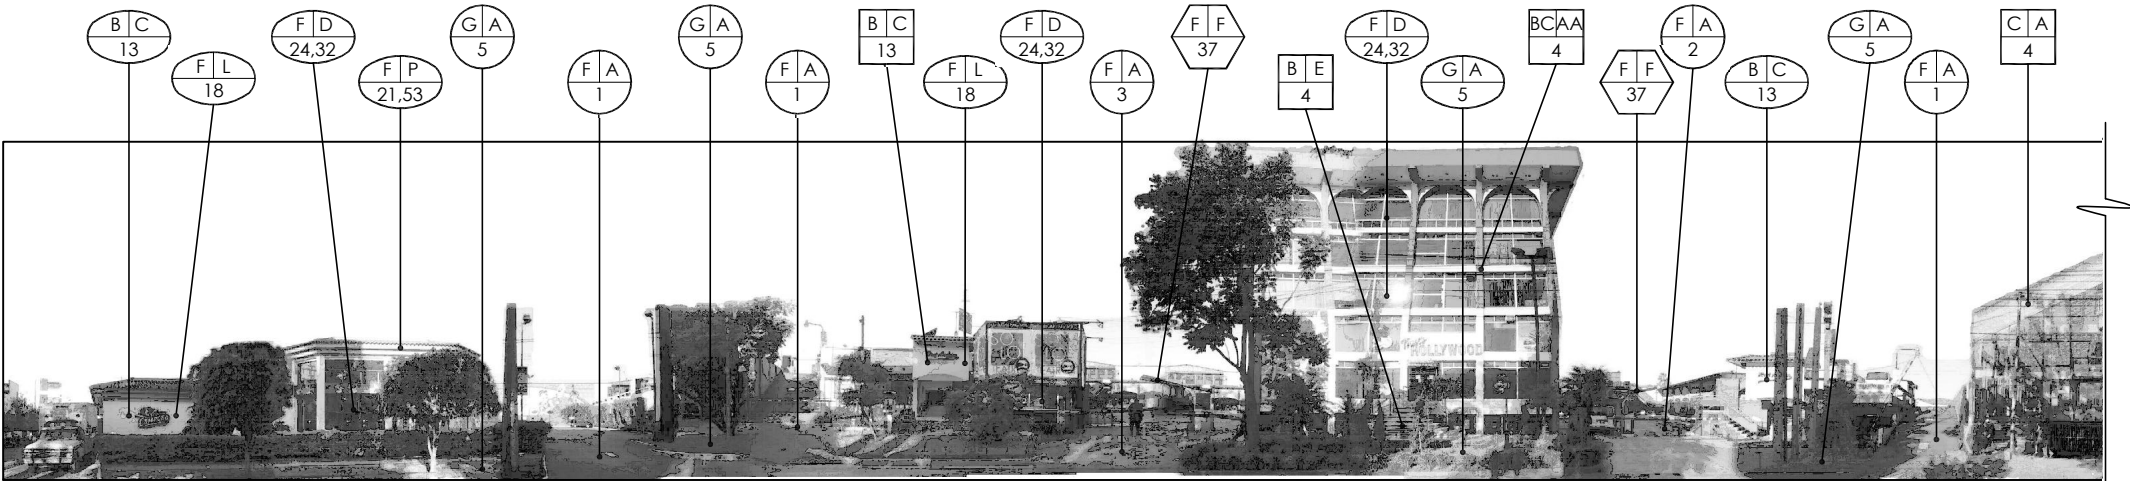 B C
13
F L
18
F D
24,32
F P
21,53
G A
5
F A
1
G A
5
F A
1
B C
13
F L
18
F D
24,32
F A
3
F F
37
B E
4
F D
24,32
G A
5
BC AA
4
F F
37
F A
2
B C
13
G A
5
F A
1
C A
4
HOLLYWOOD